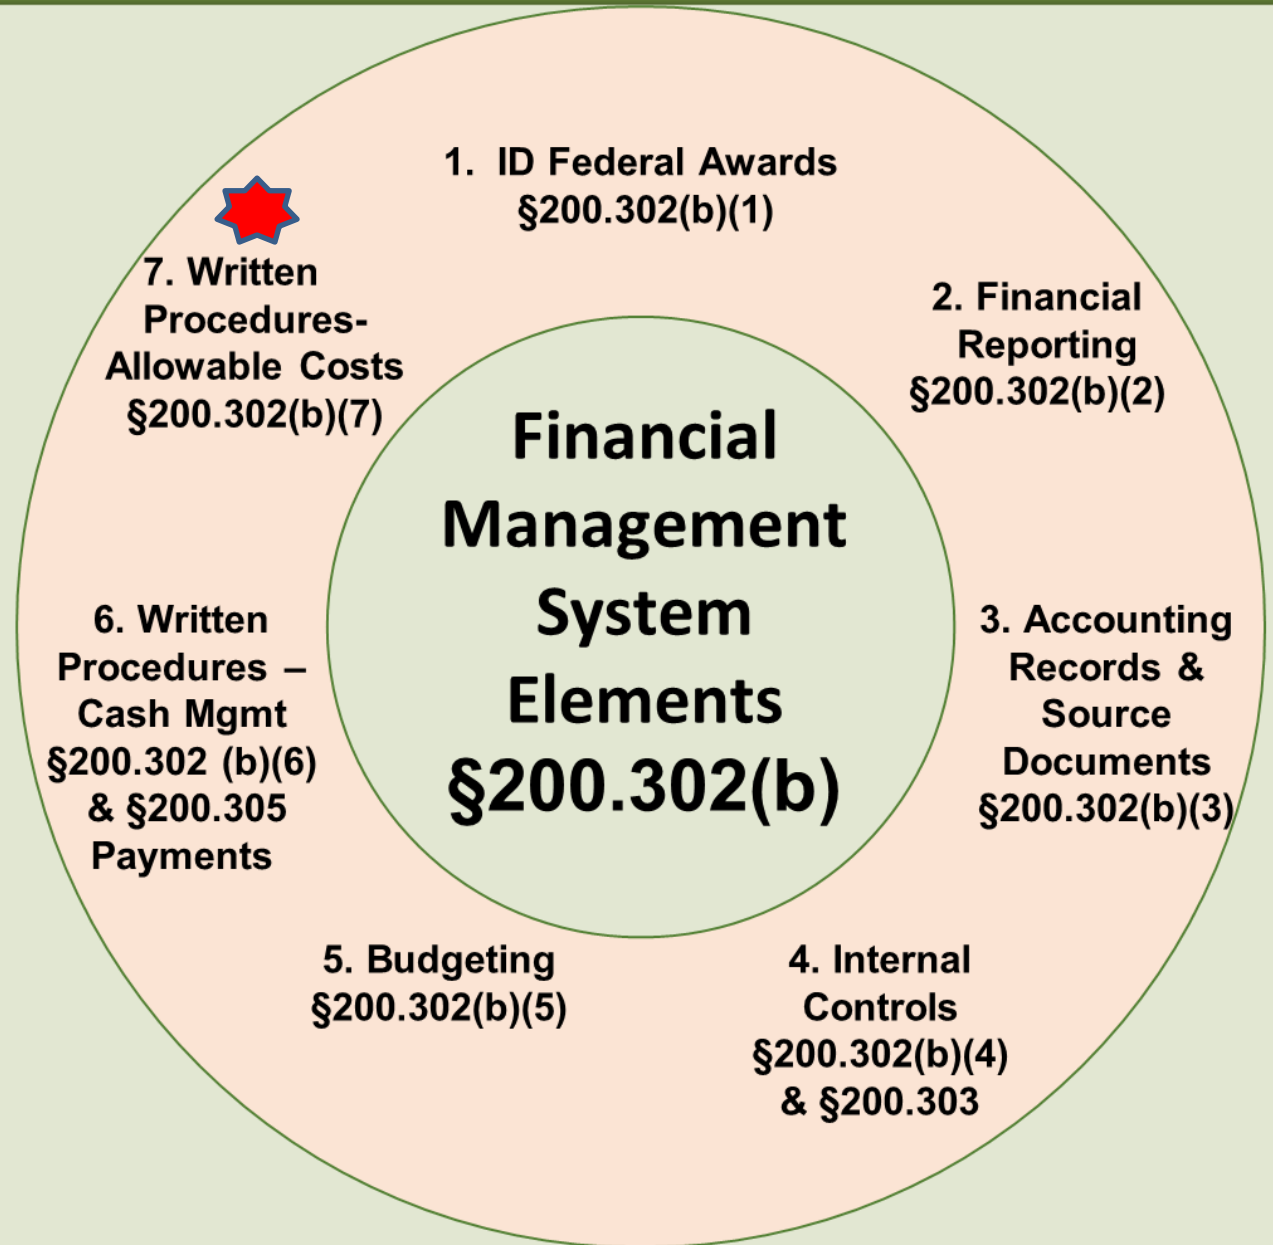 1. ID Federal Awards
§200.302(b)(1)
2. Financial
Reporting
§200.302(b)(2)
3. Accounting
Records &
Source
Documents
§200.302(b)(3)
4. Internal
Controls
§200.302(b)(4)
& §200.303
5. Budgeting
§200.302(b)(5)
6. Written
Procedures –
Cash Mgmt
§200.302 (b)(6)
& §200.305
Payments
7. Written
Procedures-
Allowable Costs
§200.302(b)(7)
Financial
Management
System
Elements
§200.302(b)